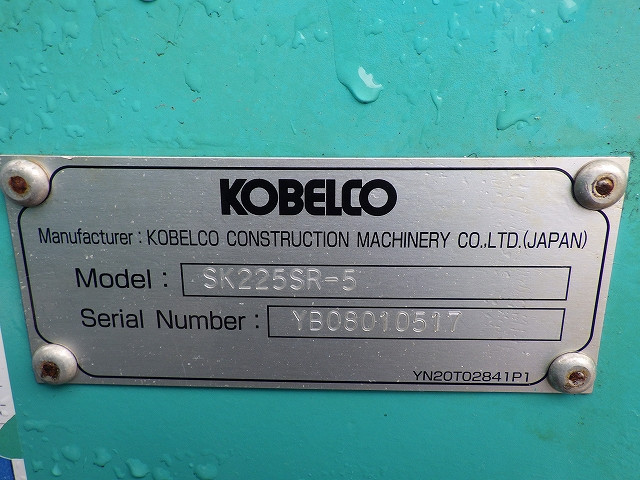 KOBELCO
Manufacturer : KOBELCO CONSTRUCTION MACHINERY CO.,LTD.(JAPAN)
Model : SK225SR-5
Serial Number : YB08010517
YN20T02841P1